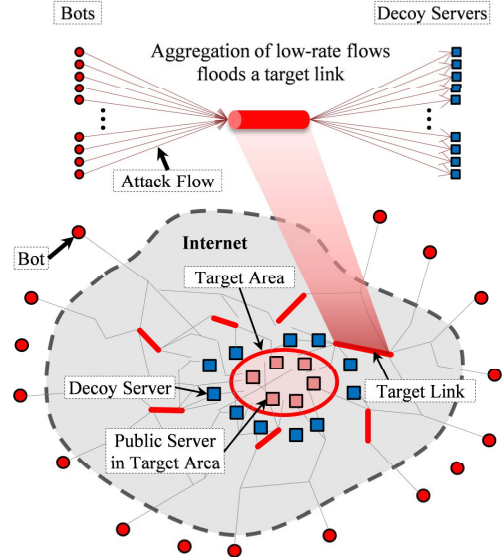 Bots
Decoy Servers
Aggregation of low-rate flows
floods a target link
Attack Flow
Bot
Internet
Target Area
Decoy Server
Target Link
Public Server
in Target Area